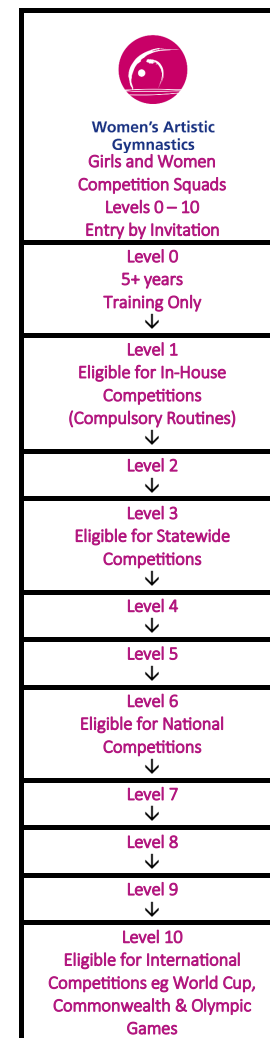 Women's Artistic
Gymnastics
Girls and Women
Competition Squads
Levels 0 – 10
Entry by Invitation
Level 0
5+ years
Training Only
↓
Level 1
Eligible for In-House
Competitions
(Compulsory Routines)
↓
Level 2
↓
Level 3
Eligible for Statewide
Competitions
↓
Level 4
↓
Level 5
↓
Level 6
Eligible for National
Competitions
↓
Level 7
↓
Level 8
↓
Level 9
↓
Level 10
Eligible for International
Competitions eg World Cup,
Commonwealth & Olympic
Games